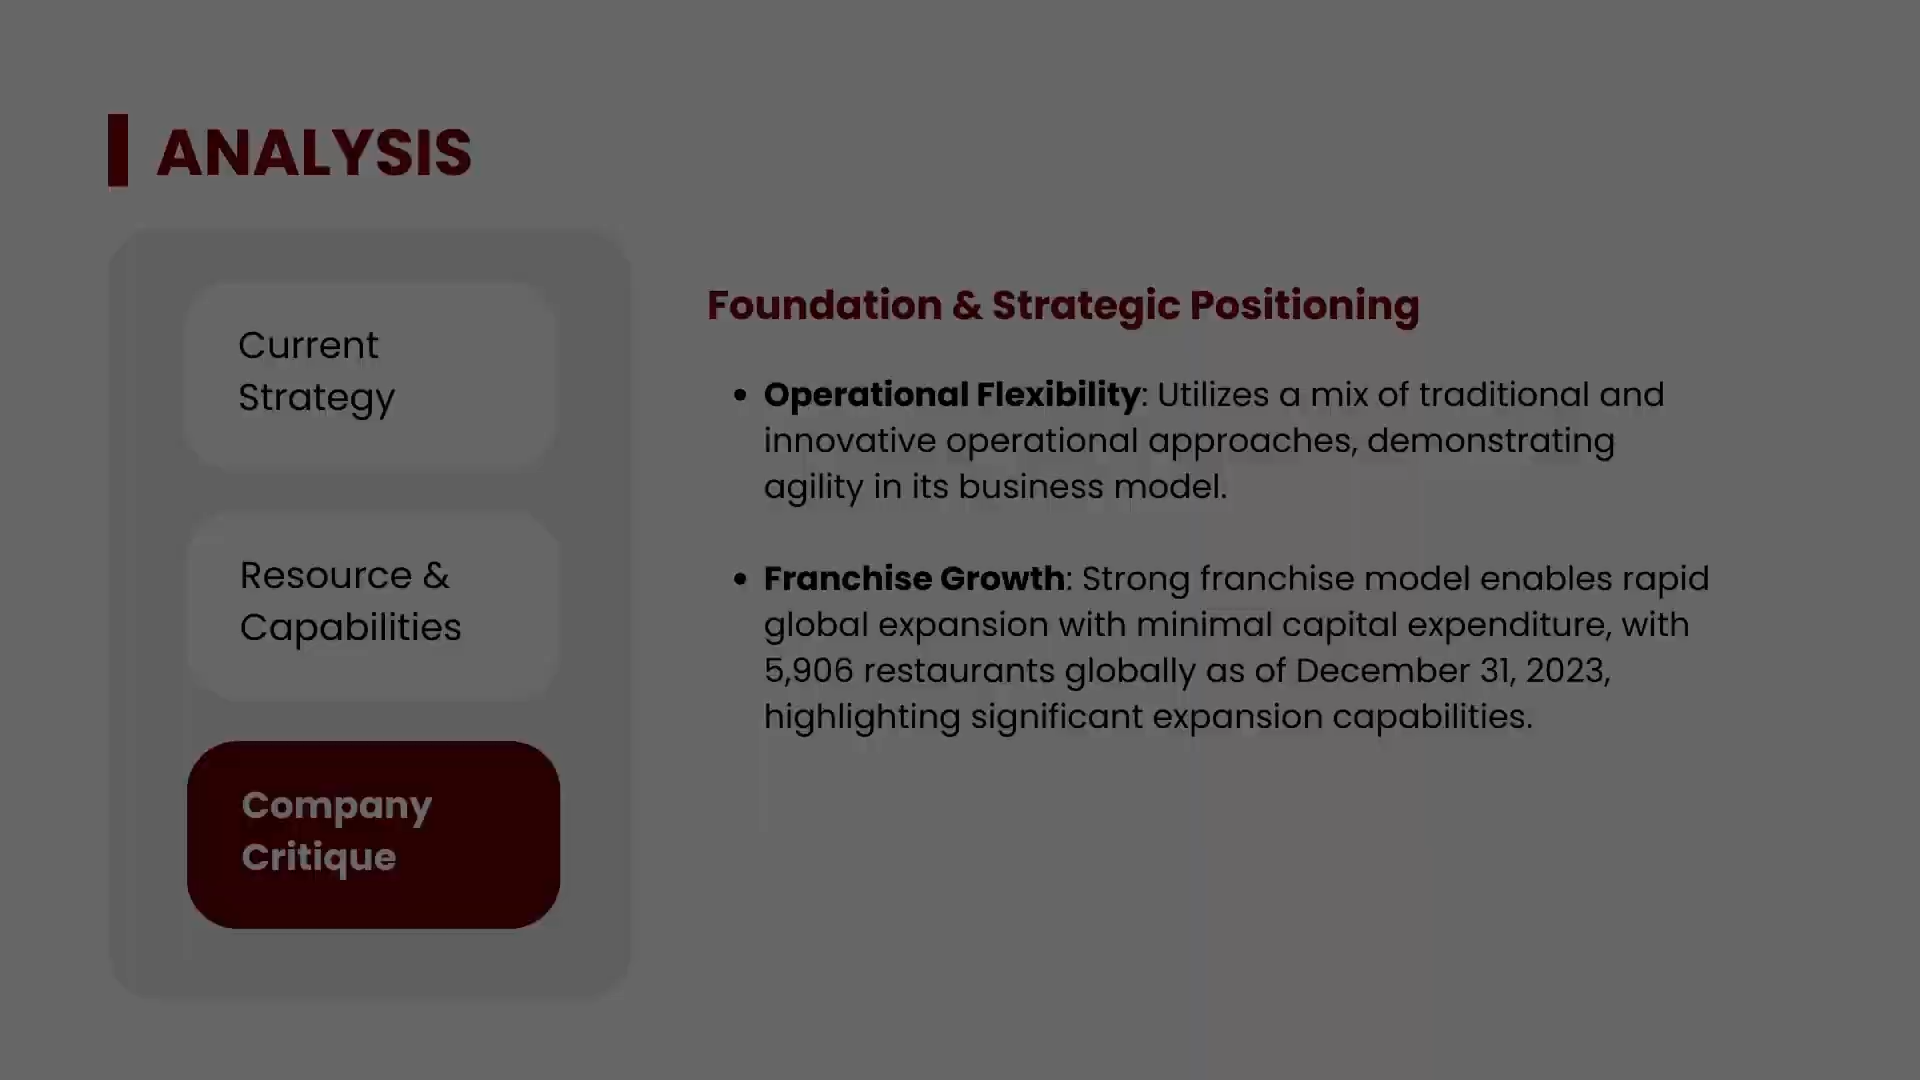 ANALYSIS
Current
Strategy
Resource &
Capabilities
Company
Critique
Foundation & Strategic Positioning
• Operational Flexibility: Utilizes a mix of traditional and
innovative operational approaches, demonstrating
agility in its business model.
• Franchise Growth: Strong franchise model enables rapid
global expansion with minimal capital expenditure, with
5,906 restaurants globally as of December 31, 2023,
highlighting significant expansion capabilities.